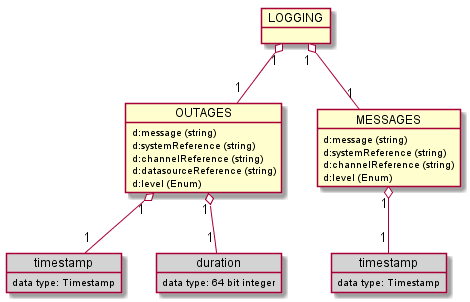 LOGGING
1
1
1
1
OUTAGES
d:message (string)
d:systemReference (string)
d:channelReference (string)
d:datasourceReference (string)
d:level (Enum)
MESSAGES
d:message (string)
d:systemReference (string)
d:channelReference (string)
d:level (Enum)
1
1
1
1
1
1
timestamp
data type: Timestamp
duration
data type: 64 bit integer
timestamp
data type: Timestamp